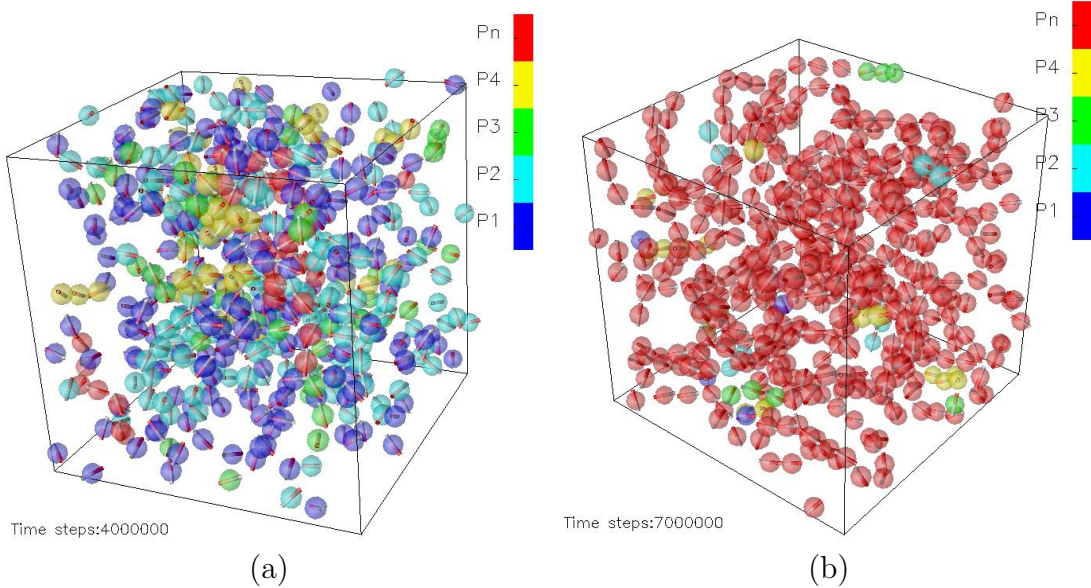 Pn
P4
P3
P2
P1
Time steps:4000000
(a)
Pn
P4
P3
P2
P1
Time steps:7000000
(b)